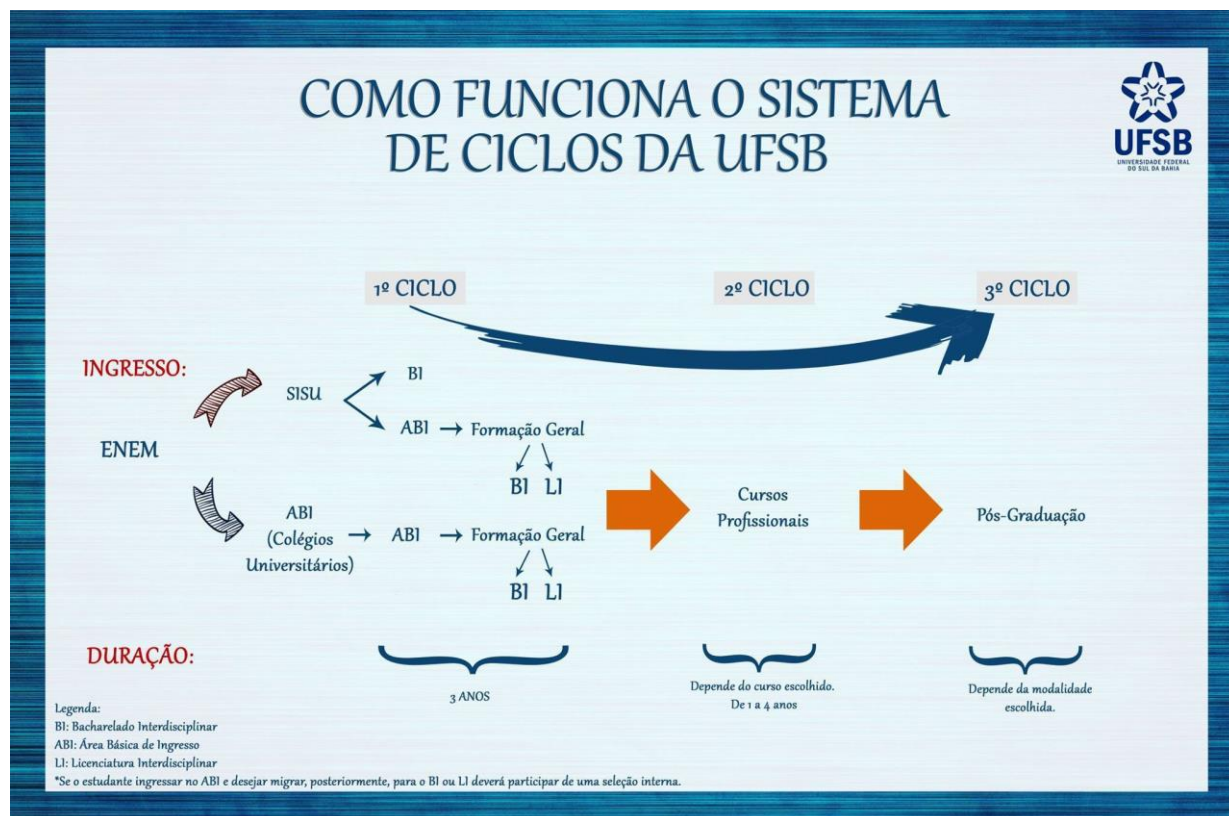 COMO FUNCIONA O SISTEMA
DE CICLOS DA UFSB
UFSB
UNIVERSIDADE FEDERAL
DO SUL DA BAHIA
1º CICLO
2º CICLO
3º CICLO
INGRESSO:
ENEM
SISU
BI
ABI
Formação Geral
BI LI
ABI
(Colégios
Universitários)
ABI
Formação Geral
BI LI
Cursos
Profissionais
Pós-Graduação
DURAÇÃO:
3 ANOS
Depende do curso escolhido.
De 1 a 4 anos
Depende da modalidade
escolhida.
Legenda:
BI: Bacharelado Interdisciplinar
ABI: Área Básica de Ingresso
LI: Licenciatura Interdisciplinar
*Se o estudante ingressar no ABI e desejar migrar, posteriormente, para o BI ou LI deverá participar de uma seleção interna.